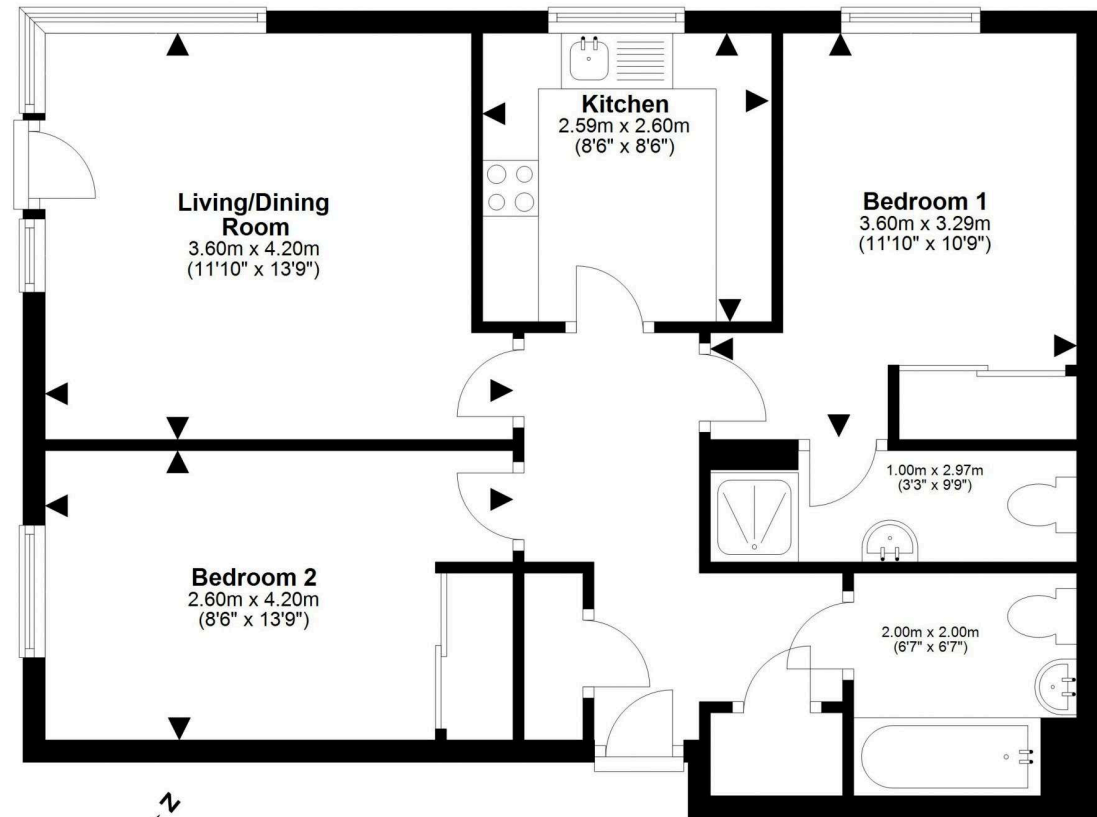 Kitchen
2.59m x 2.60m
(8'6" x 8'6")
Living/Dining
Room
3.60m x 4.20m
(11'10" x 13'9")
Bedroom 1
3.60m x 3.29m
(11'10" x 10'9")
1.00m x 2.97m
(3'3" x 9'9")
Bedroom 2
2.60m x 4.20m
(8'6" x 13'9")
2.00m x 2.00m
(6'7" x 6'7")
N